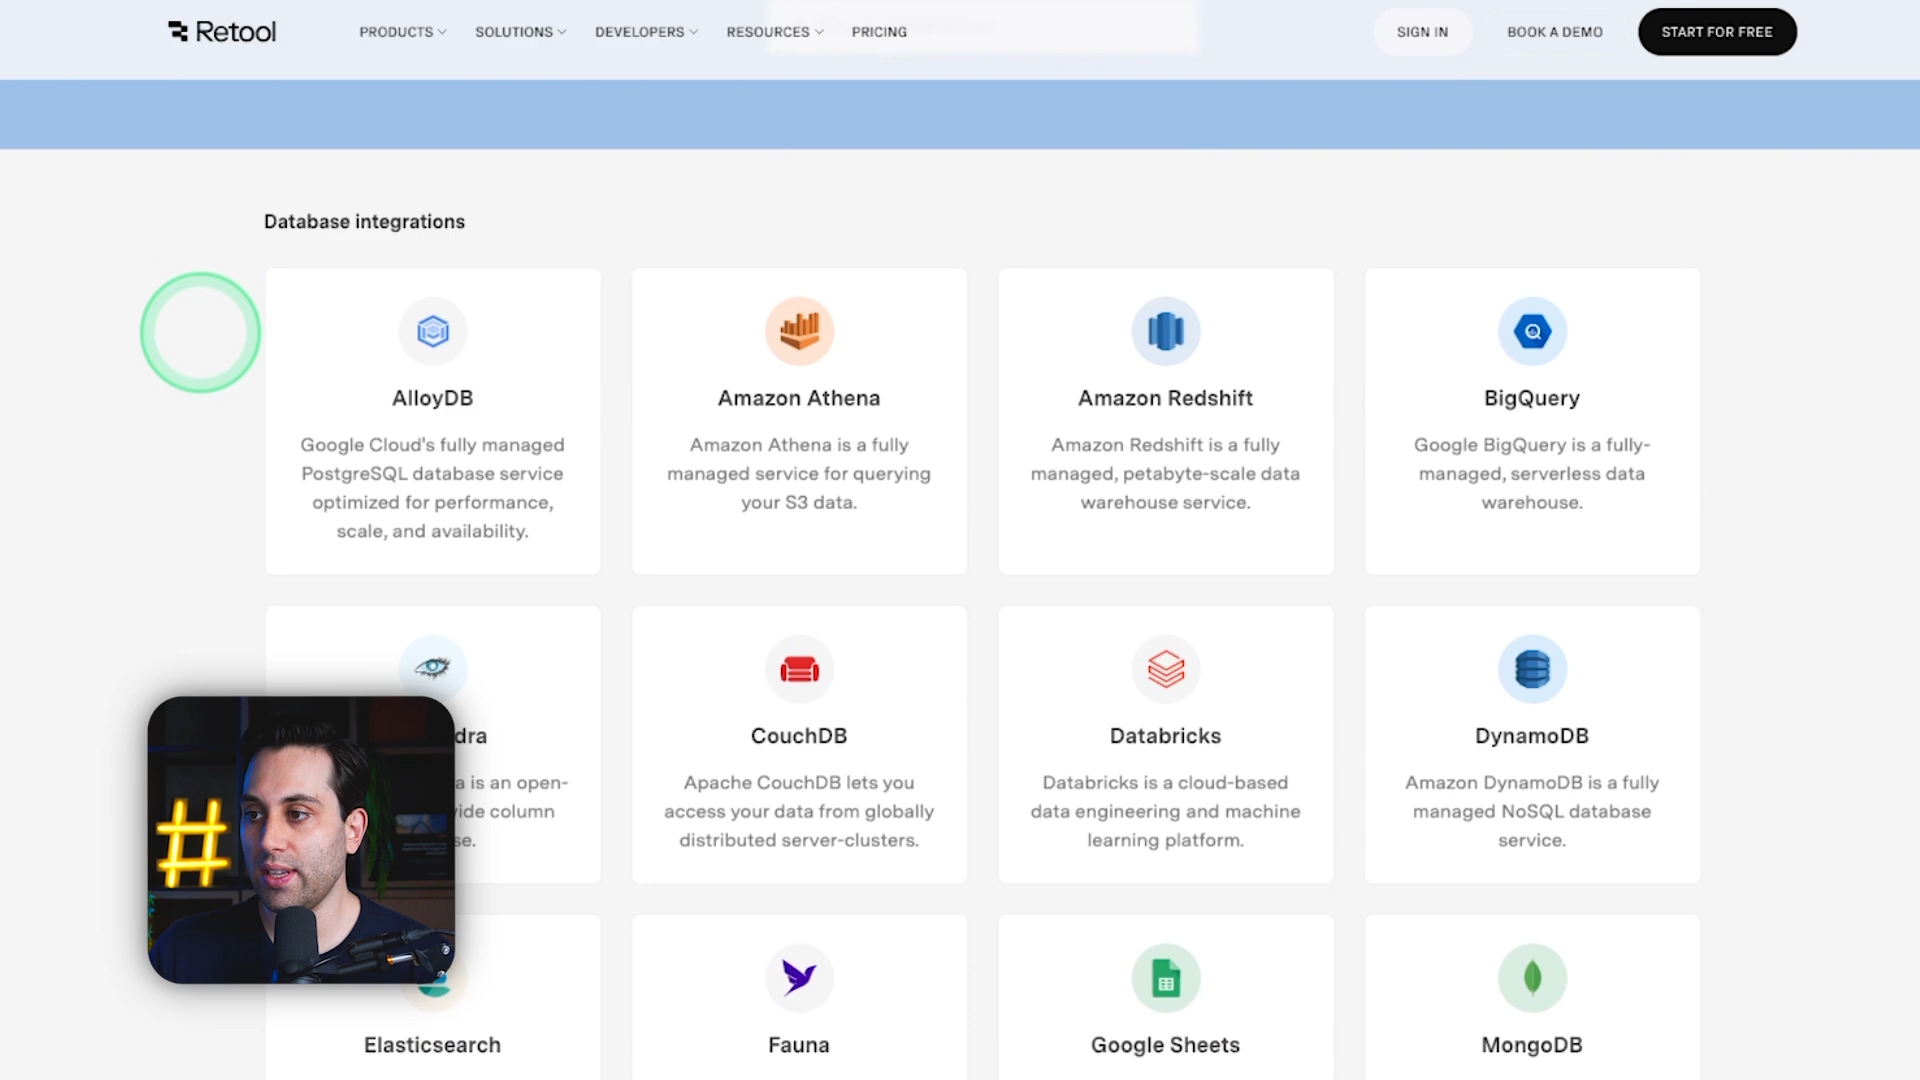 Retool
PRODUCTS
SOLUTIONS
DEVELOPERS
RESOURCES
PRICING
SIGN IN
BOOK A DEMO
START FOR FREE
Database integrations
AlloyDB
Google Cloud's fully managed
PostgreSQL database service
optimized for performance,
scale, and availability.
Amazon Athena
Amazon Athena is a fully
managed service for querying
your S3 data.
Amazon Redshift
Amazon Redshift is a fully
managed, petabyte-scale data
warehouse service.
BigQuery
Google BigQuery is a fully-
managed, serverless data
warehouse.
dra
a is an open-
ide column
se.
CouchDB
Apache CouchDB lets you
access your data from globally
distributed server-clusters.
Databricks
Databricks is a cloud-based
data engineering and machine
learning platform.
DynamoDB
Amazon DynamoDB is a fully
managed NoSQL database
service.
#
Elasticsearch
Fauna
Google Sheets
MongoDB